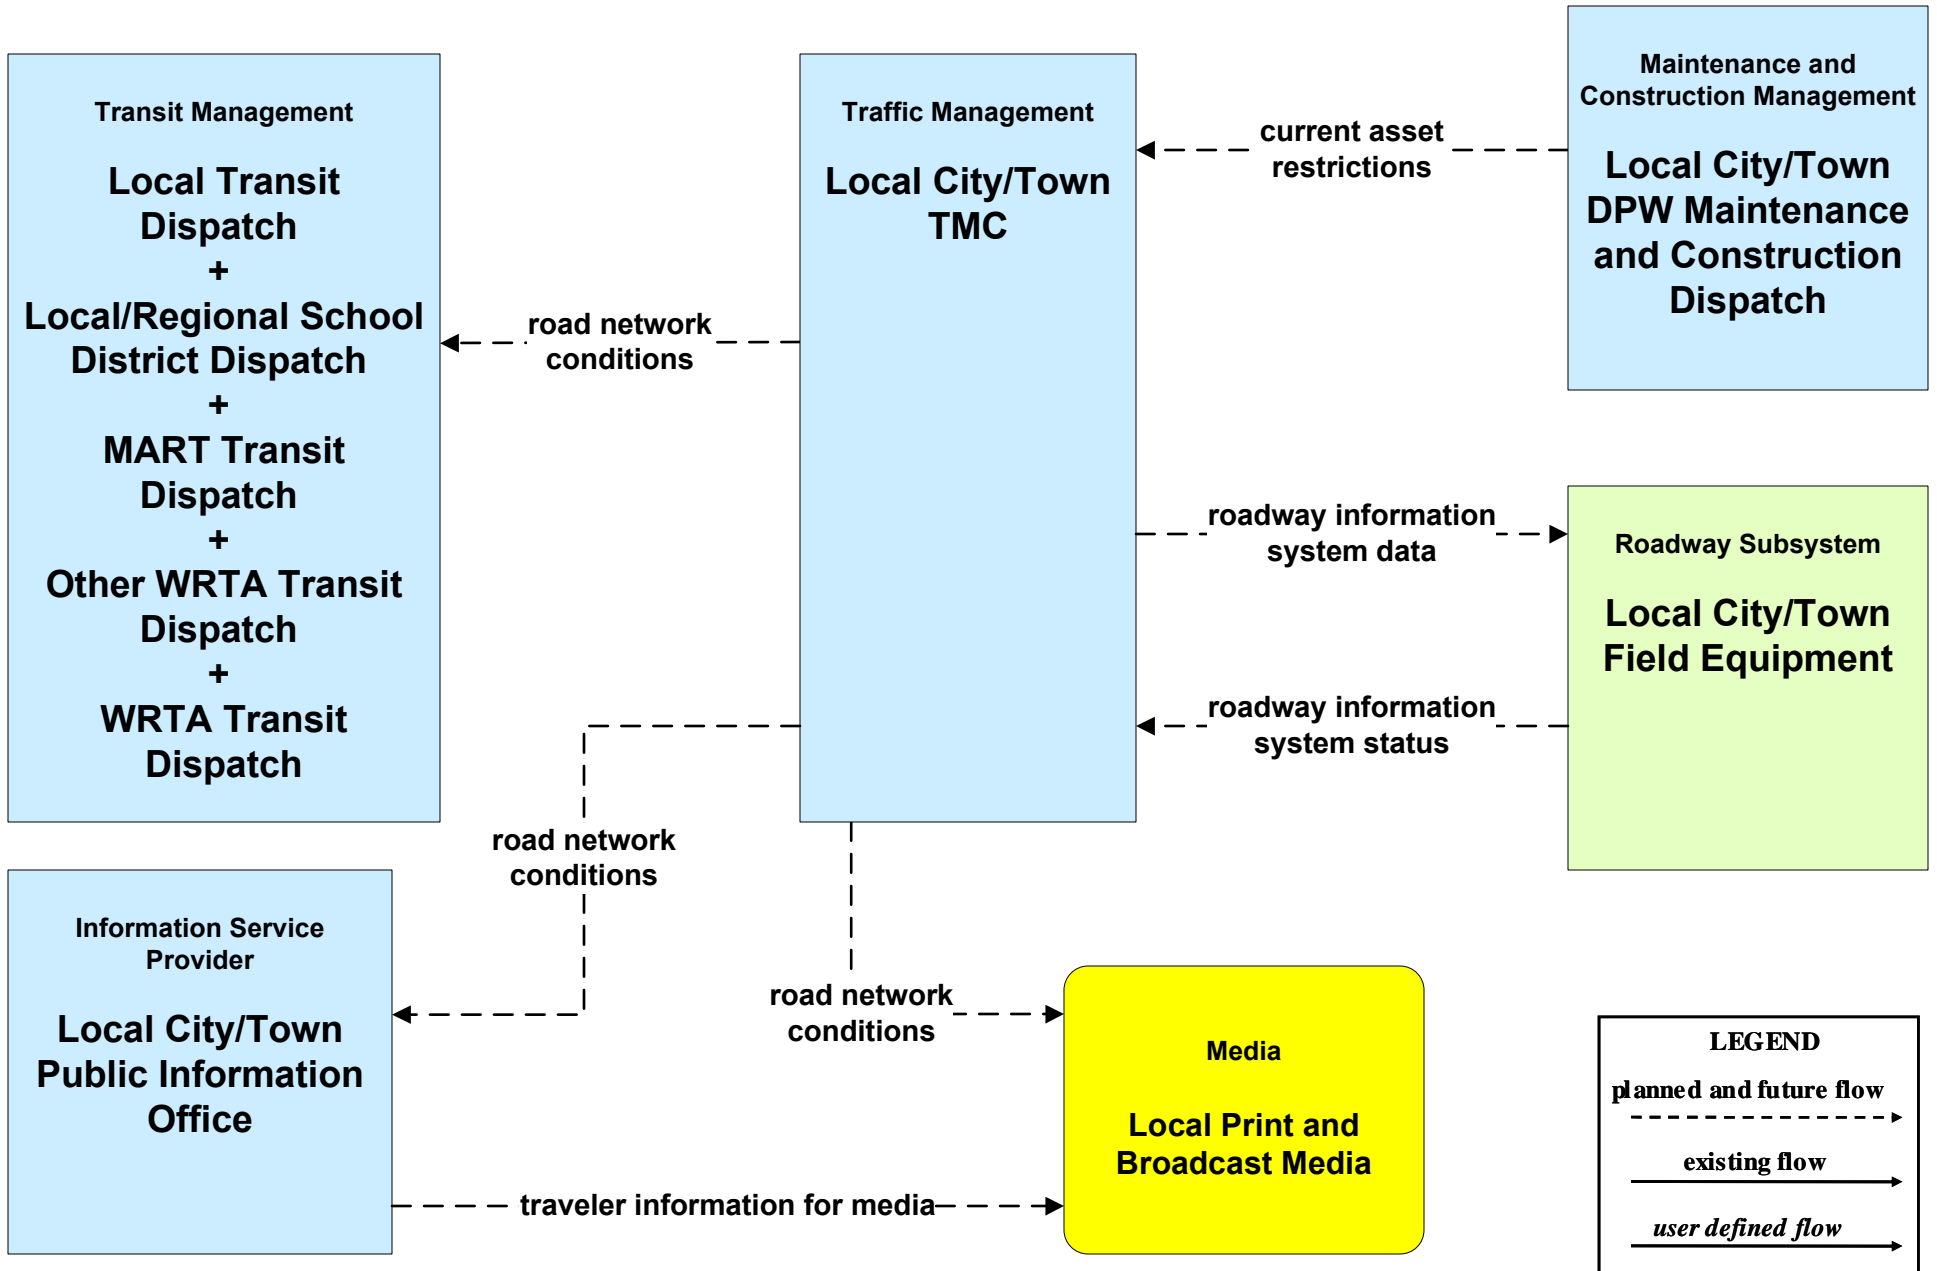 Transit Management
Local Transit
Dispatch
+
Local/Regional School
District Dispatch
+
MART Transit
Dispatch
+
Other WRTA Transit
Dispatch
+
WRTA Transit
Dispatch
Traffic Management
Local City/Town
TMC
Maintenance and
Construction Management
Local City/Town
DPW Maintenance
and Construction
Dispatch
current asset
restrictions
road network
conditions
roadway information
system data
Roadway Subsystem
Local City/Town
Field Equipment
roadway information
system status
road network
conditions
Information Service
Provider
Local City/Town
Public Information
Office
road network
conditions
Media
Local Print and
Broadcast Media
traveler information for media
LEGEND
planned and future flow
existing flow
user defined flow